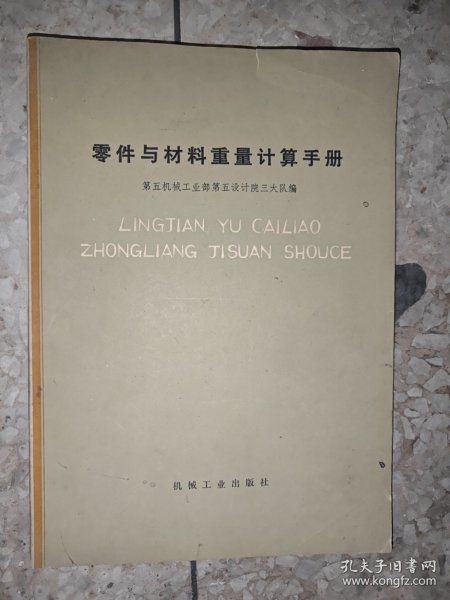 零件与材料重量计算手册
第五机械工业部第五设计院三大队编
LINGJIAN YU CAILIAO
ZHONGLIANG JISUAN SHOUCE
机械工业出版社
孔夫子旧书网
www.kongfz.com